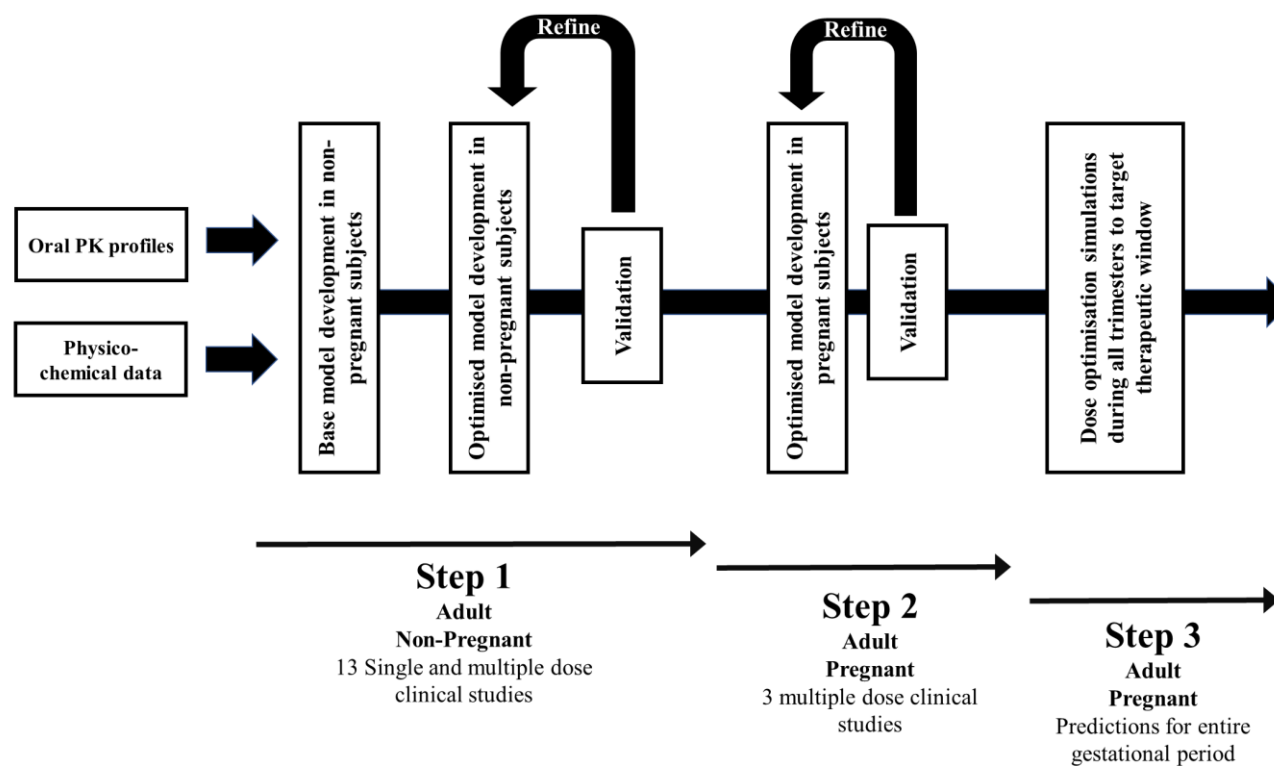 Refine
Refine
Oral PK profiles
Physico-
chemical data
Base model development in non-
pregnant subjects
Optimised model development in
non-pregnant subjects
Validation
Optimised model development in
pregnant subjects
Validation
Dose optimisation simulations
during all trimesters to target
therapeutic window
Step 1
Adult
Non-Pregnant
13 Single and multiple dose
clinical studies
Step 2
Adult
Pregnant
3 multiple dose clinical
studies
Step 3
Adult
Pregnant
Predictions for entire
gestational period